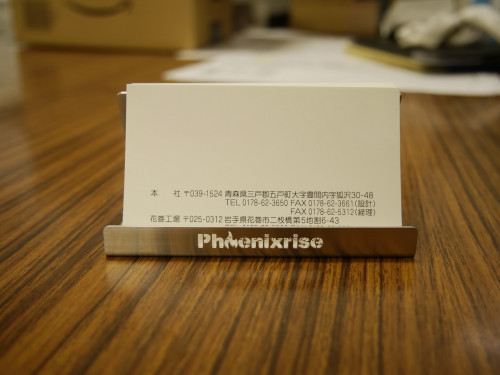 本　社 〒039-1524 青森県三戸郡五戸町大字豊間内字狐沢30-48
TEL 0178-62-3650 FAX 0178-62-3661(設計)
FAX 0178-62-6312(経理)
花巻工場 〒025-0312 岩手県花巻市二枚橋第5地割6-43
Phoenixrise